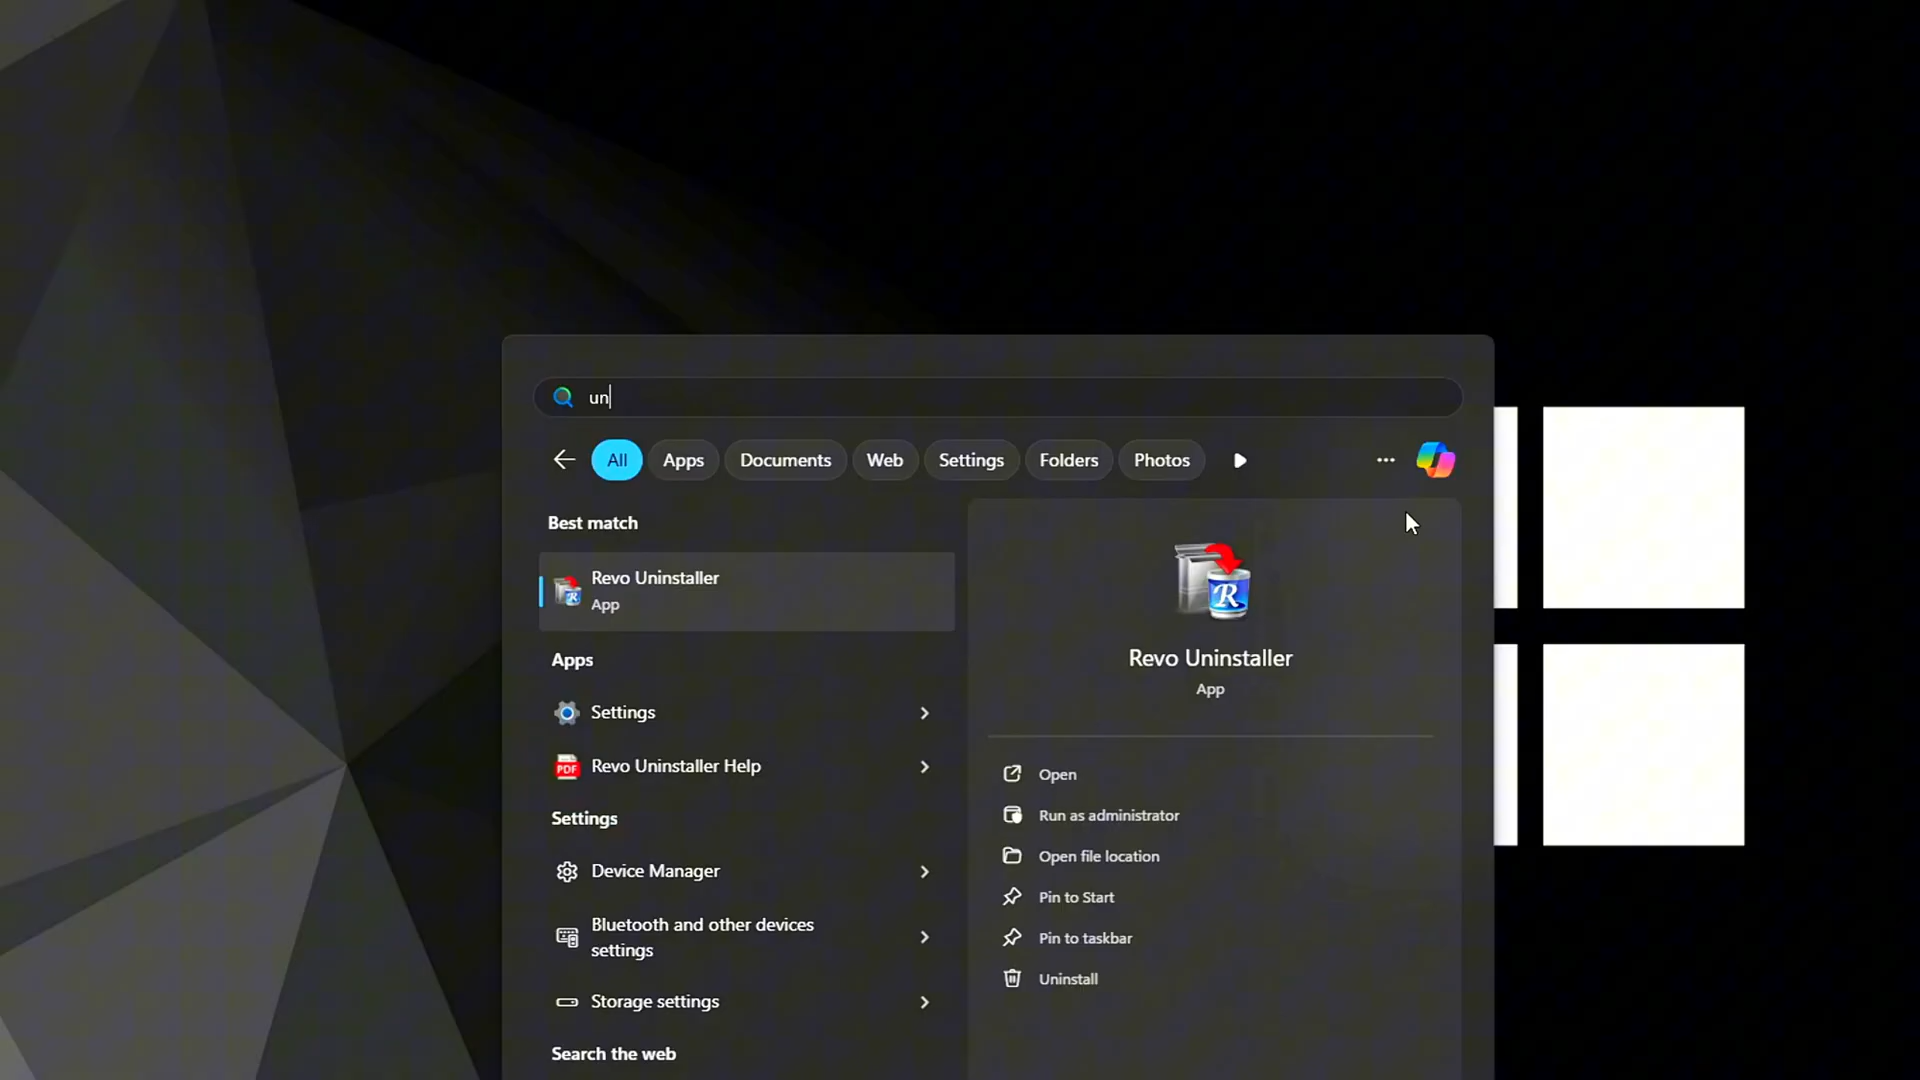 un
All
Apps
Documents
Web
Settings
Folders
Photos
Best match
Revo Uninstaller
App
Apps
Settings
PDF
Revo Uninstaller Help
Settings
Device Manager
Bluetooth and other devices
settings
Storage settings
Search the web
R
Revo Uninstaller
App
Open
Run as administrator
Open file location
Pin to Start
Pin to taskbar
Uninstall